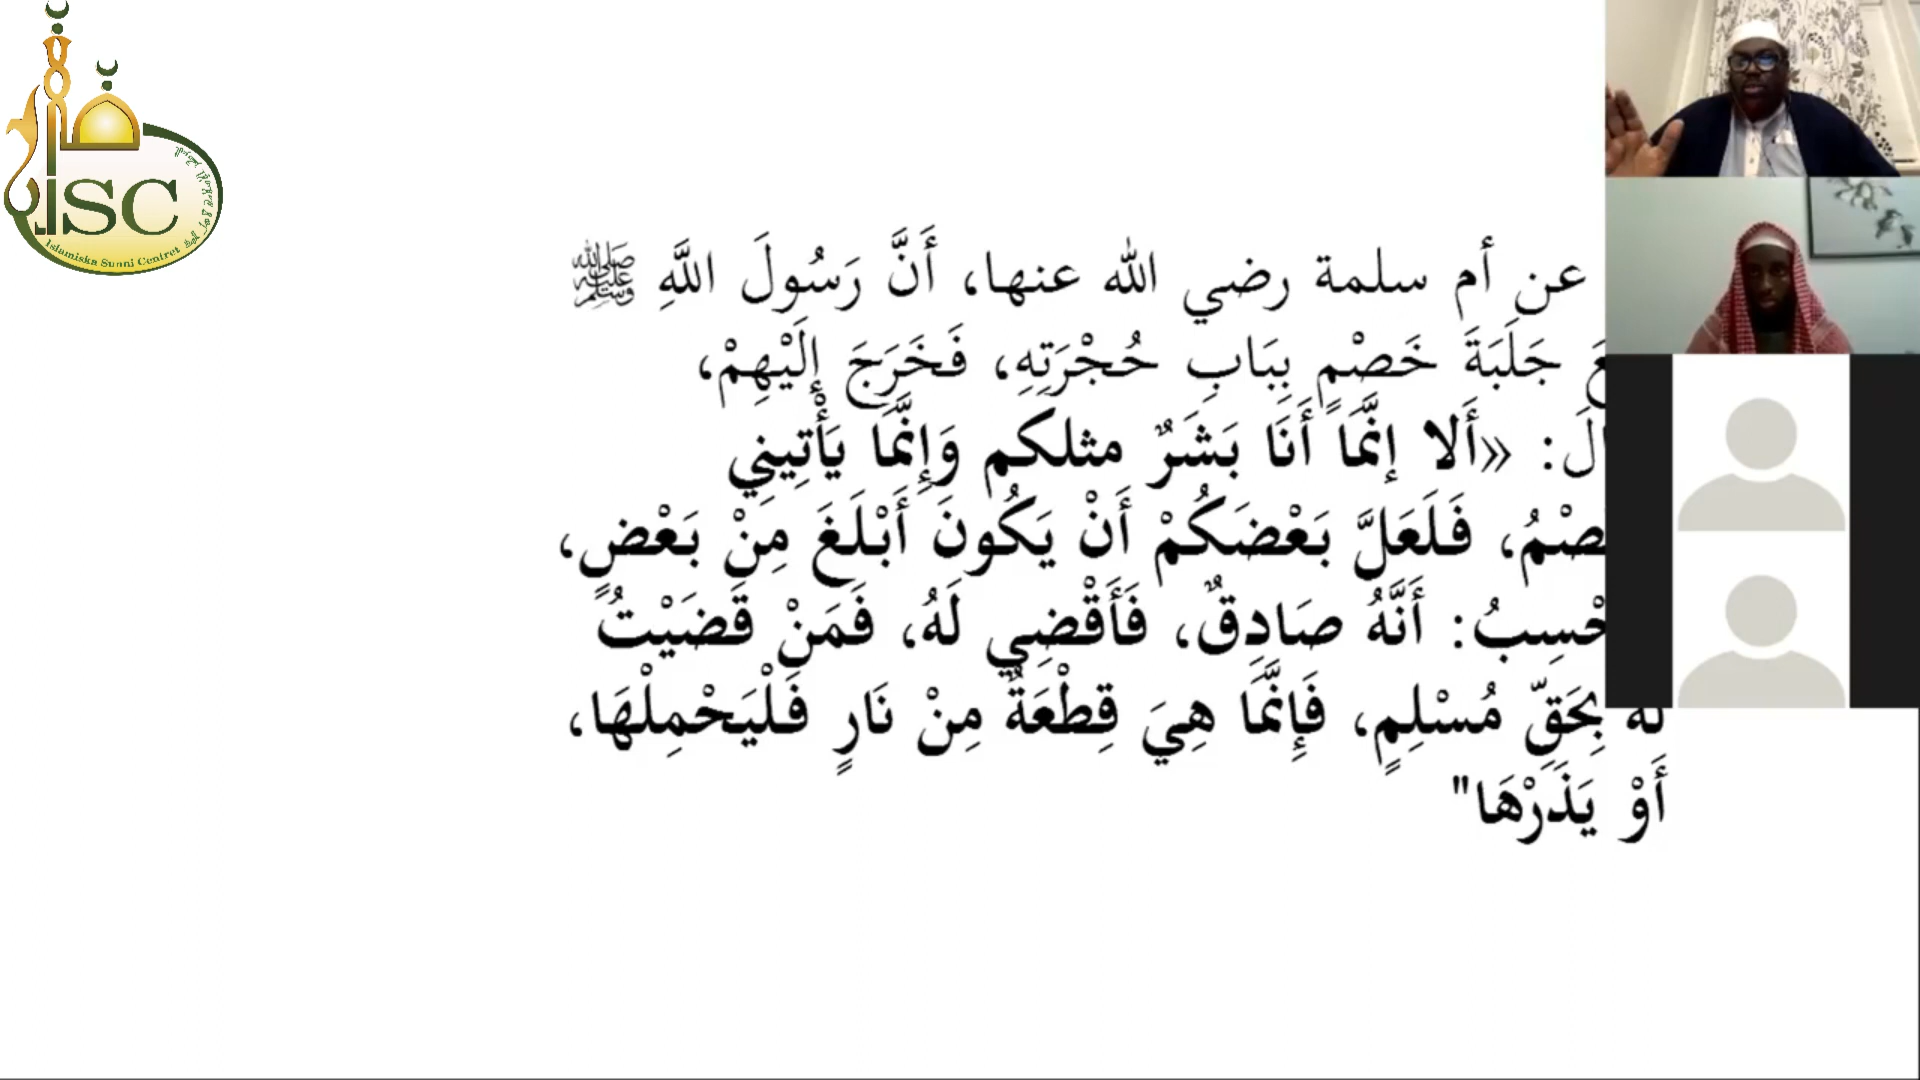 ISC
Islamiska Sunni Centret
عن أم سلمة رضي الله عنها، أَنَّ رَسُولَ اللَّهِ ﷺ
جَلَبَةَ خَصْمٍ بِبَابِ حُجْرَتِهِ، فَخَرَجَ إِلَيْهِمْ،
«أَلا إِنَّمَا أَنَا بَشَرٌ مثلكم وَإِنَّمَا يَأْتِينِي
فَلَعَلَّ بَعْضَكُمْ أَنْ يَكُونَ أَبْلَغَ مِنْ بَعْضٍ،
أَنَّهُ صَادِقٌ، فَأَقْضِي لَهُ، فَمَنْ قَضَيْتُ
لَهُ بِحَقِّ مُسْلِمٍ، فَإِنَّمَا هِيَ قِطْعَةٌ مِنْ نَارٍ فَلْيَحْمِلْهَا،
أَوْ يَذَرْهَا"